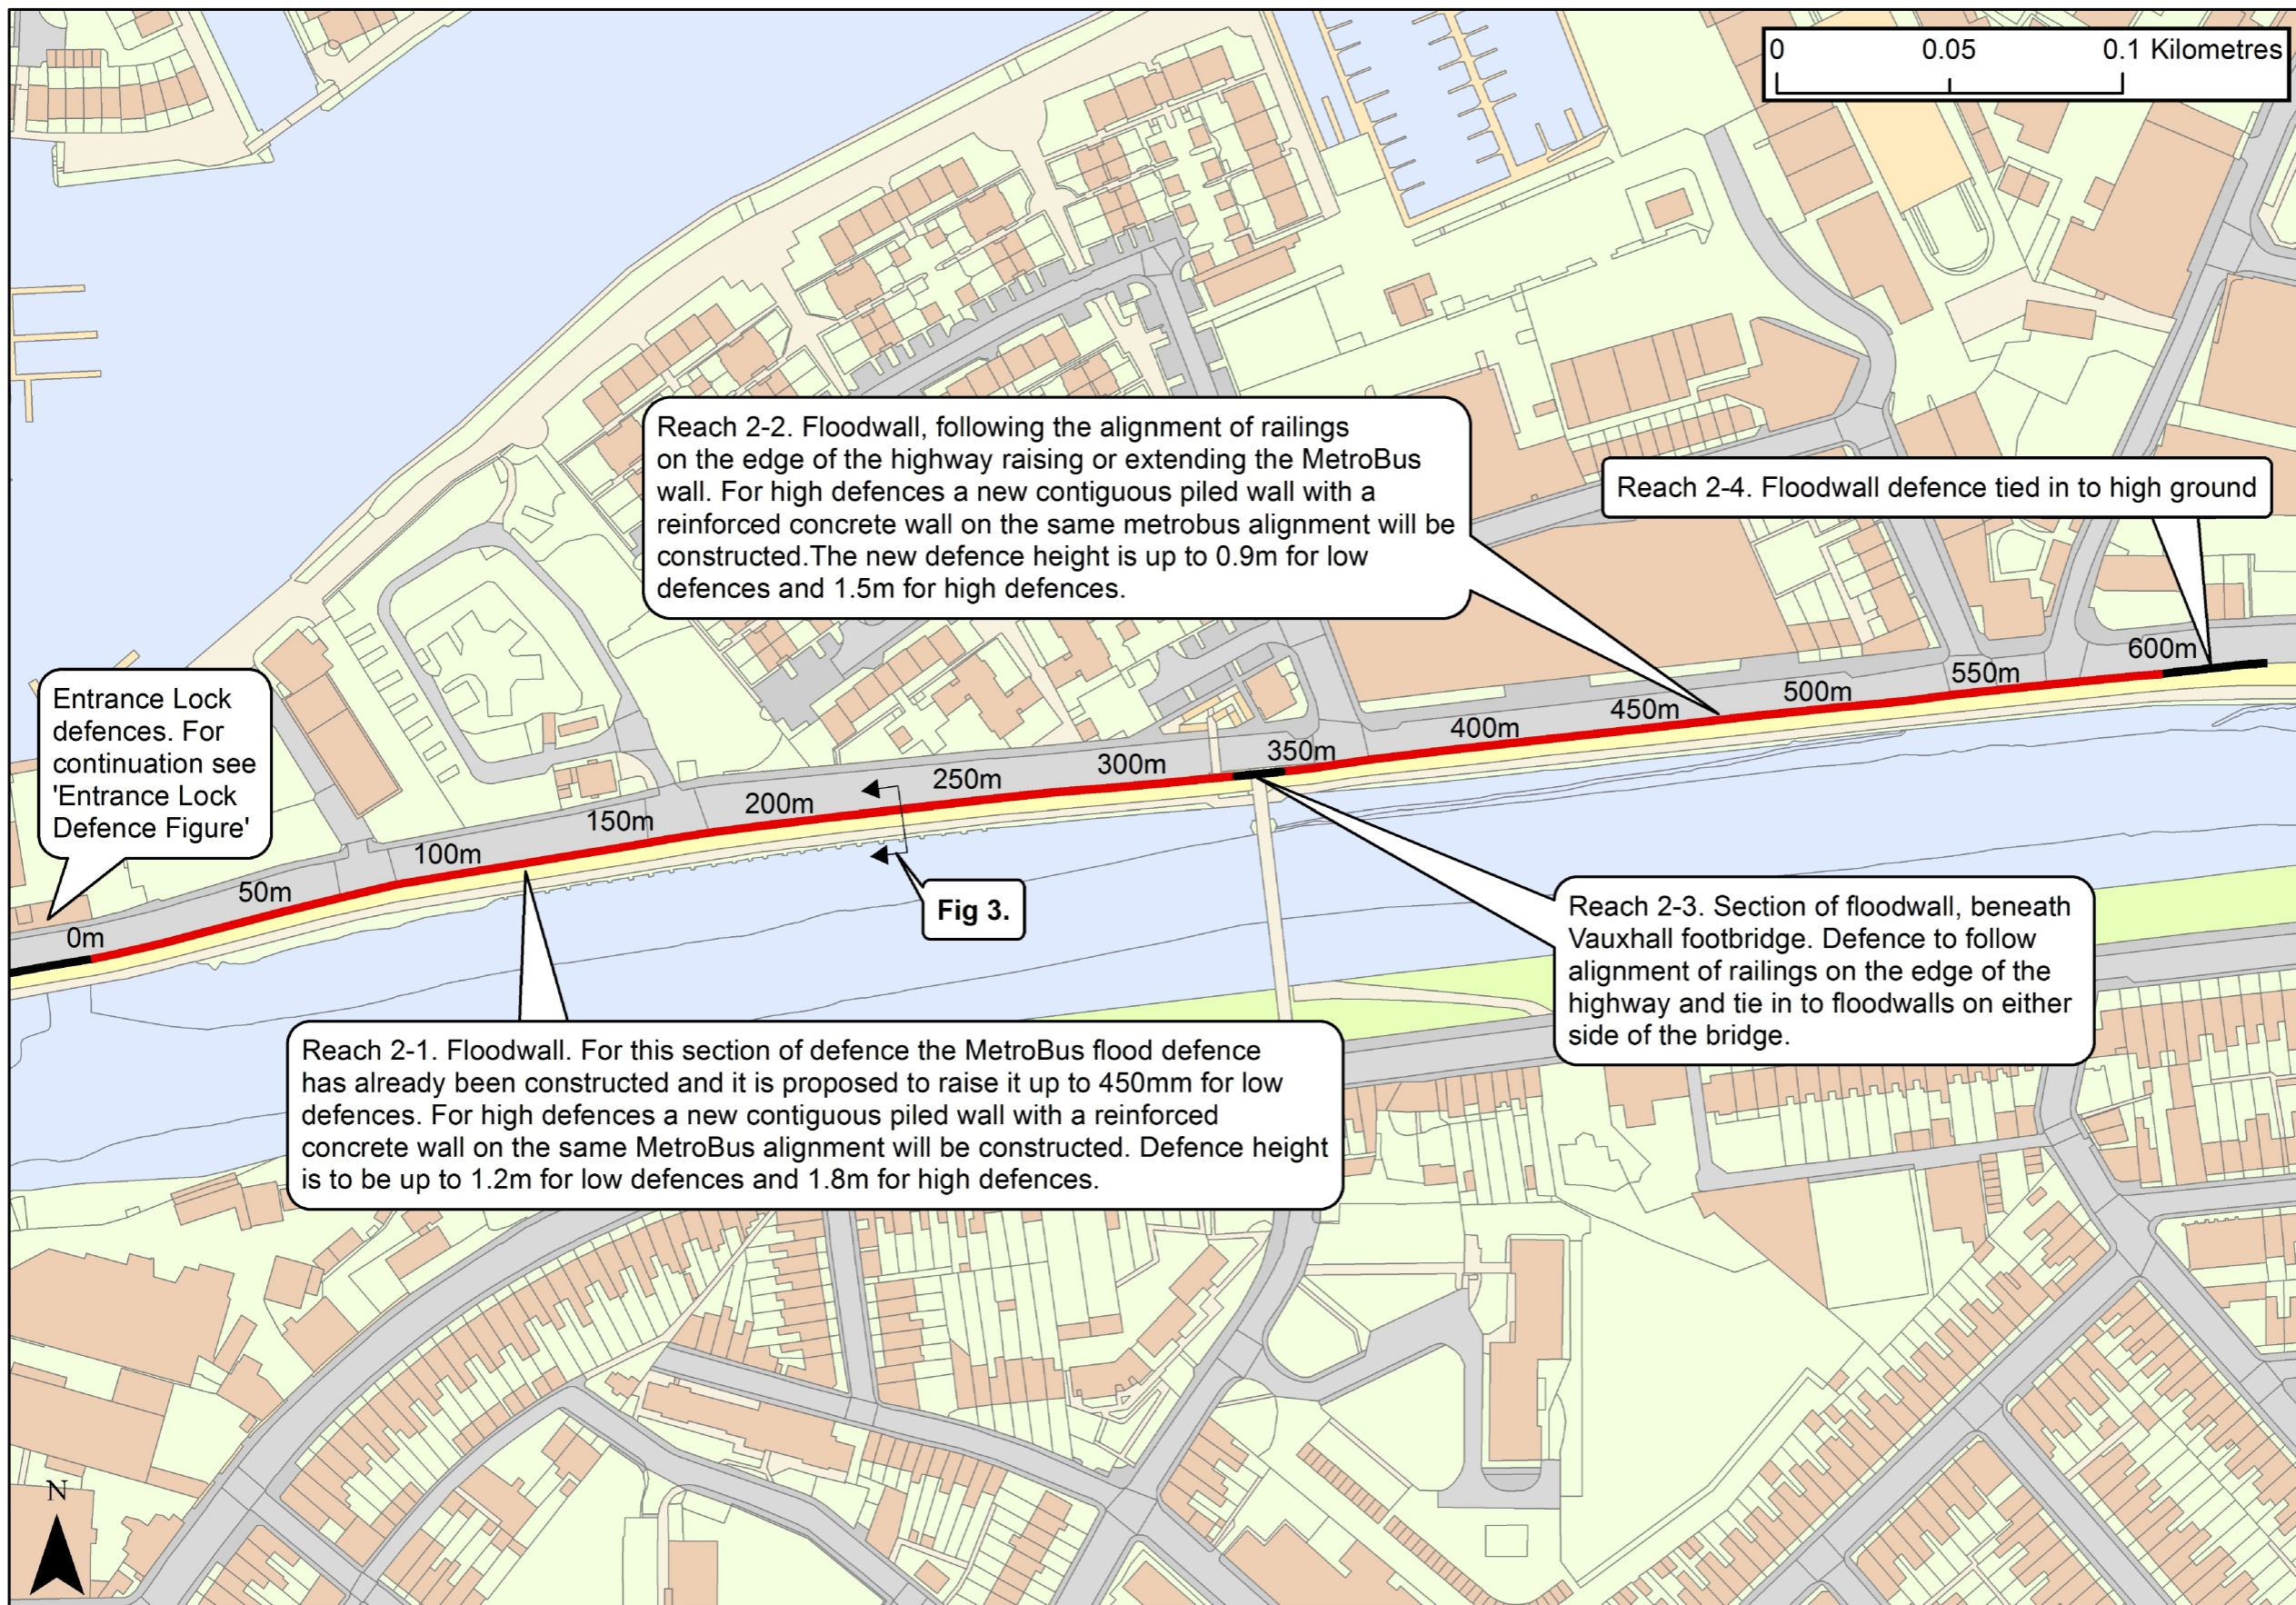 0 0.05 0.1 Kilometres
Reach 2-2. Floodwall, following the alignment of railings
on the edge of the highway raising or extending the MetroBus
wall. For high defences a new contiguous piled wall with a
reinforced concrete wall on the same metrobus alignment will be
constructed.The new defence height is up to 0.9m for low
defences and 1.5m for high defences.
Reach 2-4. Floodwall defence tied in to high ground
Entrance Lock
defences. For
continuation see
'Entrance Lock
Defence Figure'
0m
50m
100m
150m
200m
250m
300m
350m
400m
450m
500m
550m
600m
Fig 3.
Reach 2-3. Section of floodwall, beneath
Vauxhall footbridge. Defence to follow
alignment of railings on the edge of the
highway and tie in to floodwalls on either
side of the bridge.
Reach 2-1. Floodwall. For this section of defence the MetroBus flood defence
has already been constructed and it is proposed to raise it up to 450mm for low
defences. For high defences a new contiguous piled wall with a reinforced
concrete wall on the same MetroBus alignment will be constructed. Defence height
is to be up to 1.2m for low defences and 1.8m for high defences.
N